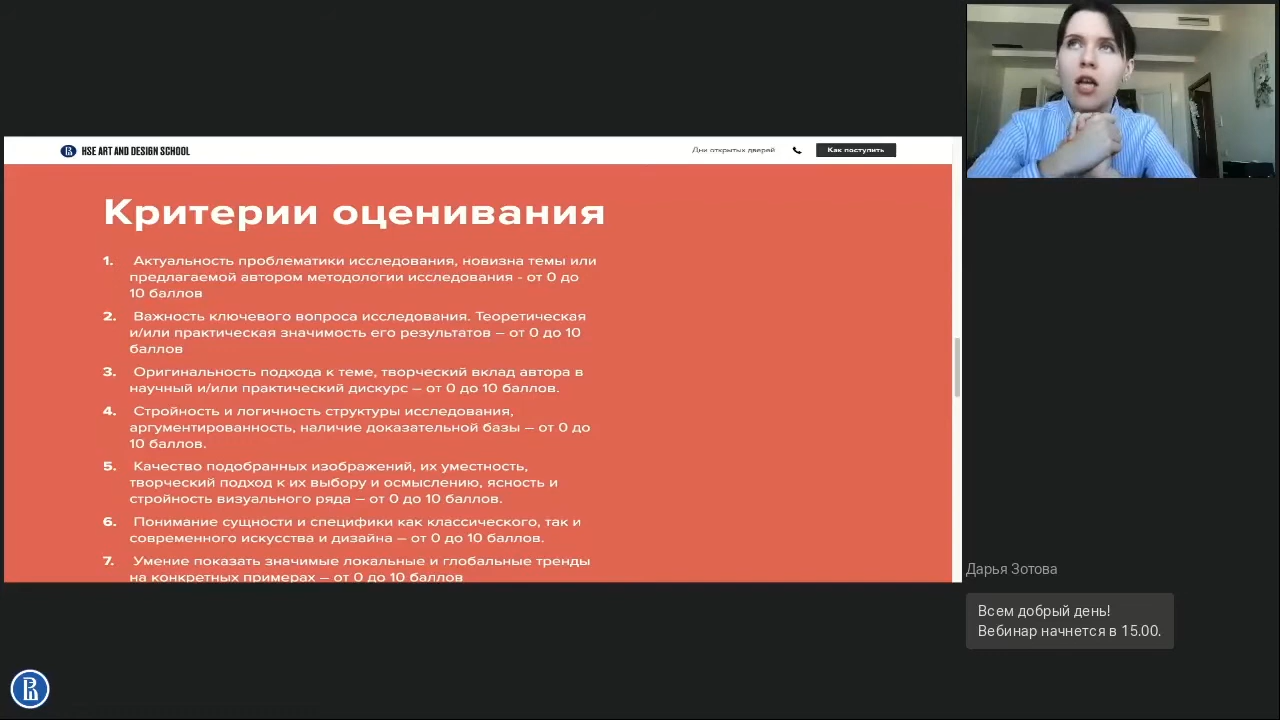 HSE ART AND DESIGN SCHOOL
Дни открытых дверей
Как поступить
Критерии оценивания
1. Актуальность проблематики исследования, новизна темы или
предлагаемой автором методологии исследования - от 0 до
10 баллов
2. Важность ключевого вопроса исследования. Теоретическая
и/или практическая значимость его результатов – от 0 до 10
баллов
3. Оригинальность подхода к теме, творческий вклад автора в
научный и/или практический дискурс – от 0 до 10 баллов.
4. Стройность и логичность структуры исследования,
аргументированность, наличие доказательной базы – от 0 до
10 баллов.
5. Качество подобранных изображений, их уместность,
творческий подход к их выбору и осмыслению, ясность и
стройность визуального ряда – от 0 до 10 баллов.
6. Понимание сущности и специфики как классического, так и
современного искусства и дизайна – от 0 до 10 баллов.
7. Умение показать значимые локальные и глобальные тренды
на конкретных примерах – от 0 до 10 баллов
Дарья Зотова
Всем добрый день!
Вебинар начнется в 15.00.